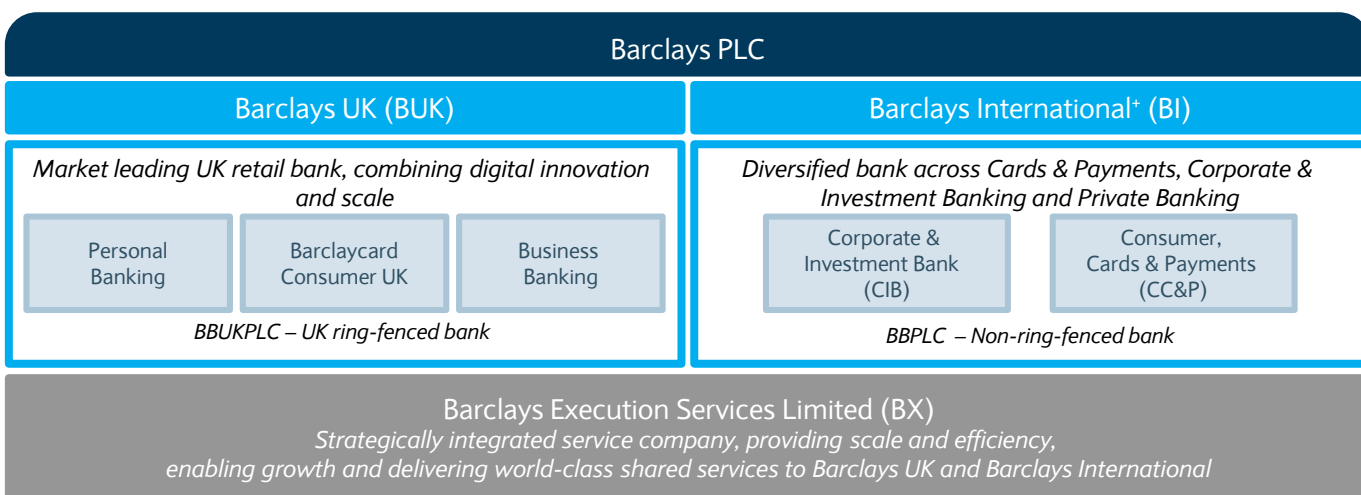 Barclays PLC
Barclays UK (BUK)
Barclays International⁺ (BI)
Market leading UK retail bank, combining digital innovation
and scale
Personal
Banking
Barclaycard
Consumer UK
Business
Banking
BBUKPLC – UK ring-fenced bank
Diversified bank across Cards & Payments, Corporate &
Investment Banking and Private Banking
Corporate &
Investment Bank
(CIB)
Consumer,
Cards & Payments
(CC&P)
BBPLC – Non-ring-fenced bank
Barclays Execution Services Limited (BX)
Strategically integrated service company, providing scale and efficiency,
enabling growth and delivering world-class shared services to Barclays UK and Barclays International